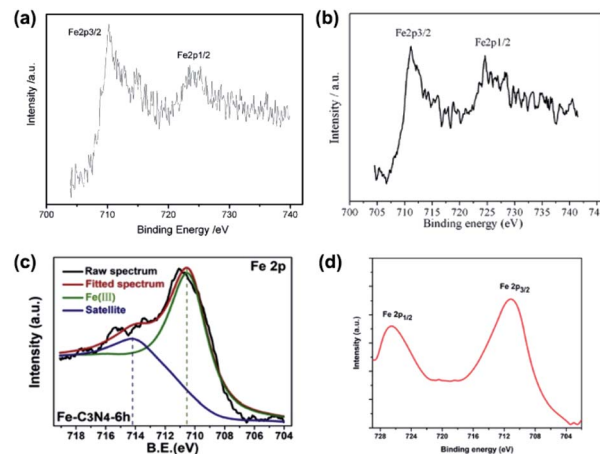 (a)
Fe2p3/2
Fe2p1/2
Intensity /a.u.
700 710 720 730 740
Binding Energy /eV
(b)
Fe2p3/2
Fe2p1/2
Intensity / a.u.
700 705 710 715 720 725 730 735 740
Binding energy (eV)
(c)
Fe 2p
Raw spectrum
Fitted spectrum
Fe(III)
Satellite
Intensity (a.u.)
Fe-C3N4-6h
718 716 714 712 710 708 706 704
B.E.(eV)
(d)
Fe 2p1/2
Fe 2p3/2
Intensity (a.u.)
728 724 720 716 712 708 704
Binding energy (eV)